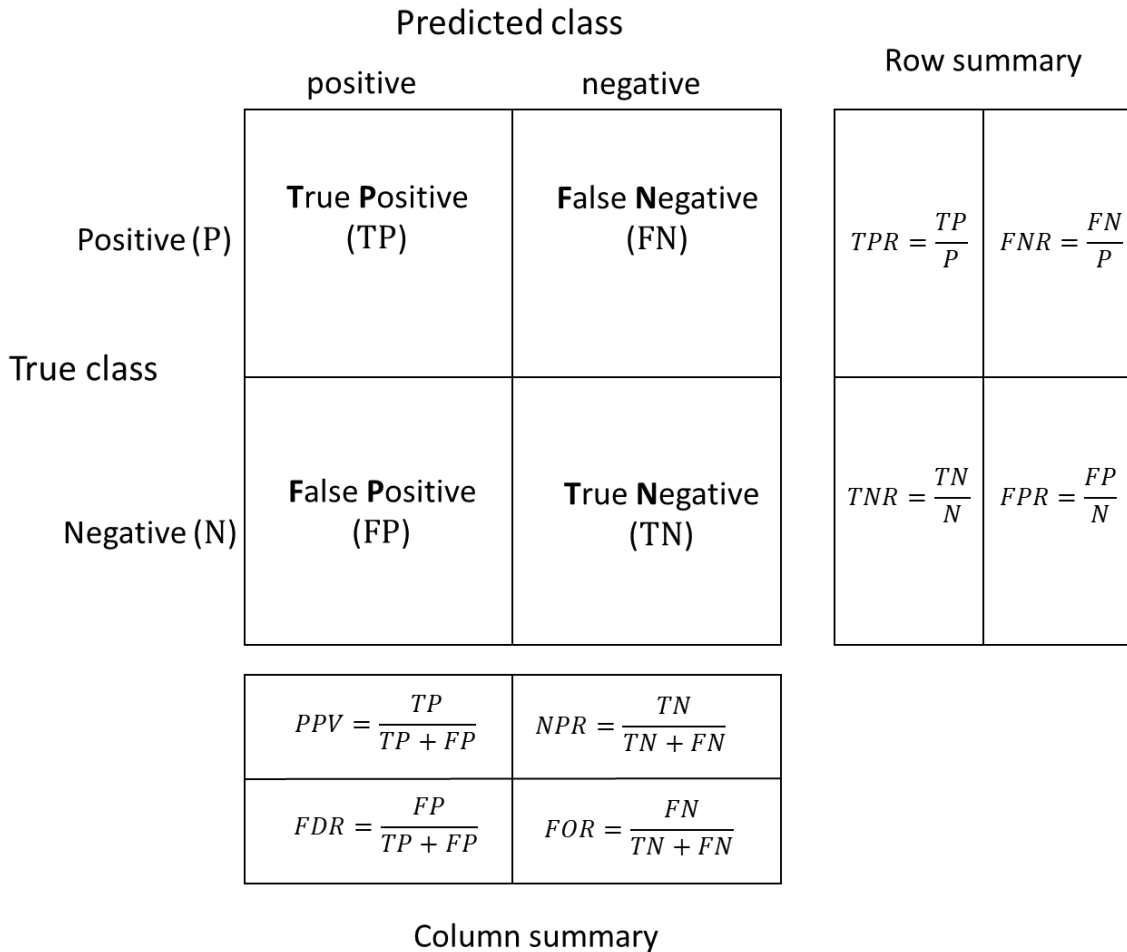 Predicted class
positive negative
Row summary
True Positive
(TP)
False Negative
(FN)
Positive (P)
TPR = TP/P
FNR = FN/P
True class
False Positive
(FP)
True Negative
(TN)
Negative (N)
TNR = TN/N
FPR = FP/N
PPV = TP/(TP + FP)
NPR = TN/(TN + FN)
FDR = FP/(TP + FP)
FOR = FN/(TN + FN)
Column summary